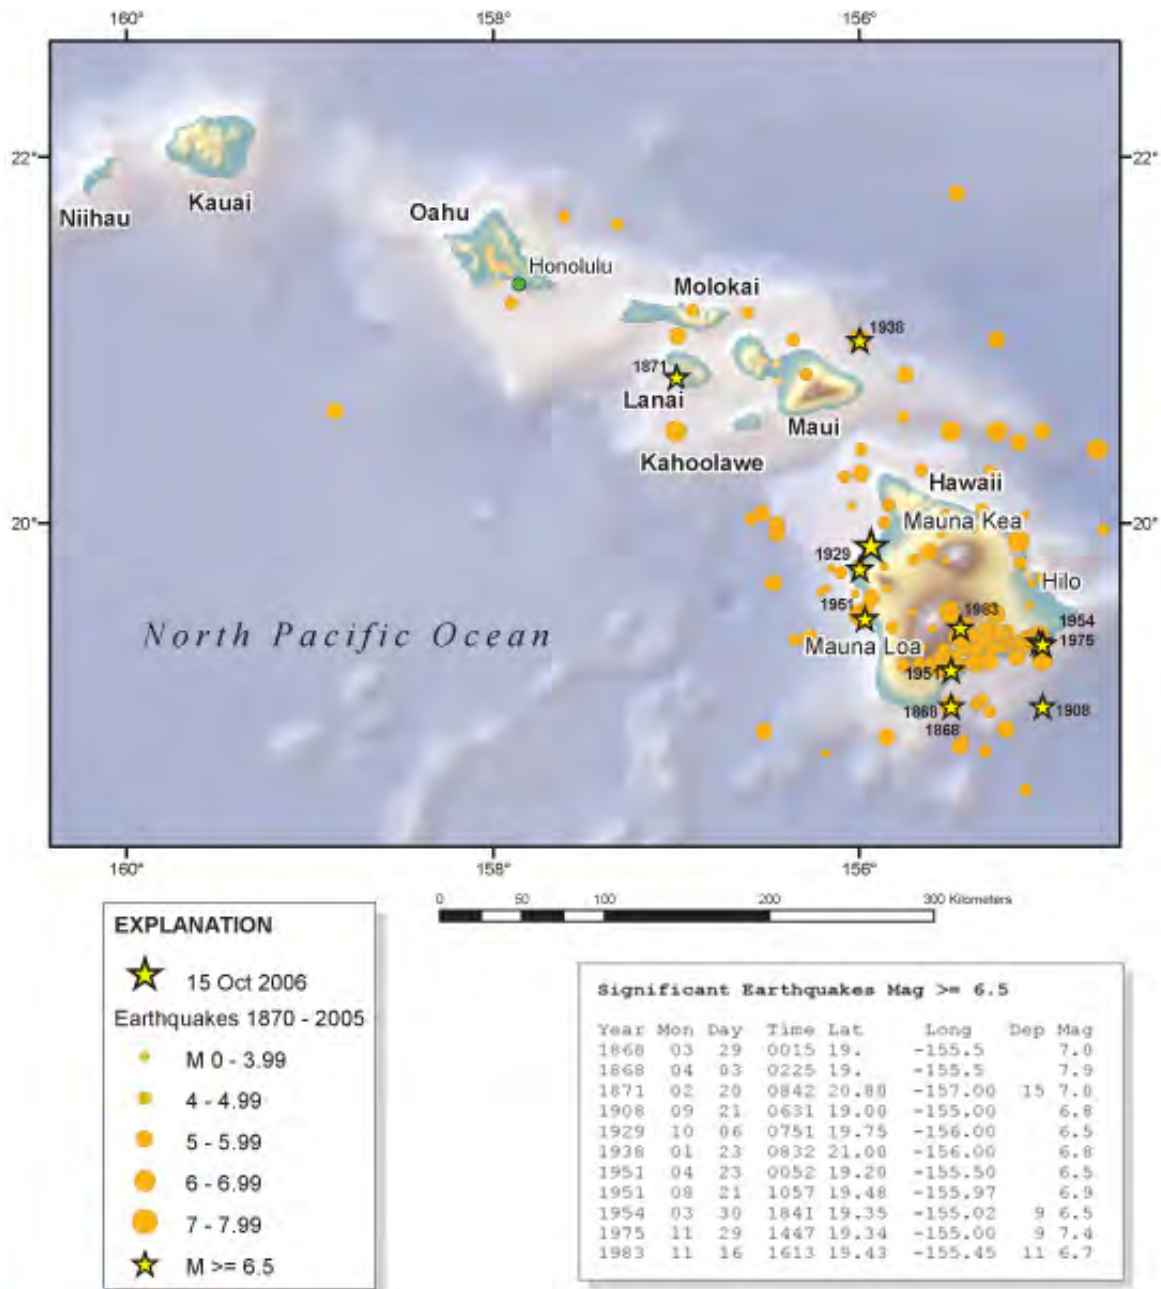 160°
158°
156°
22°
22°
Niihau
Kauai
Oahu
Honolulu
Molokai
1938
1871
Lanai
Maui
Kahoolawe
Hawaii
20°
20°
Mauna Kea
1929
Hilo
1951
1983
1954
North Pacific Ocean
Mauna Loa
1975
1951
1868
1908
1868
160°
158°
156°
0 50 100 200 300 Kilometers
EXPLANATION
15 Oct 2006
Earthquakes 1870 - 2005
M 0 - 3.99
4 - 4.99
5 - 5.99
6 - 6.99
7 - 7.99
M >= 6.5
Significant Earthquakes Mag >= 6.5
Year Mon Day Time Lat Long Dep Mag
1868 03 29 0015 19. -155.5 7.0
1868 04 03 0225 19. -155.5 7.9
1871 02 20 0842 20.80 -157.00 15 7.0
1908 09 21 0631 19.00 -155.00 6.8
1929 10 06 0751 19.75 -156.00 6.5
1938 01 23 0832 21.00 -156.00 6.8
1951 04 23 0052 19.20 -155.50 6.5
1951 08 21 1057 19.48 -155.97 6.9
1954 03 30 1841 19.35 -155.02 9 6.5
1975 11 29 1447 19.34 -155.00 9 7.4
1983 11 16 1613 19.43 -155.45 11 6.7